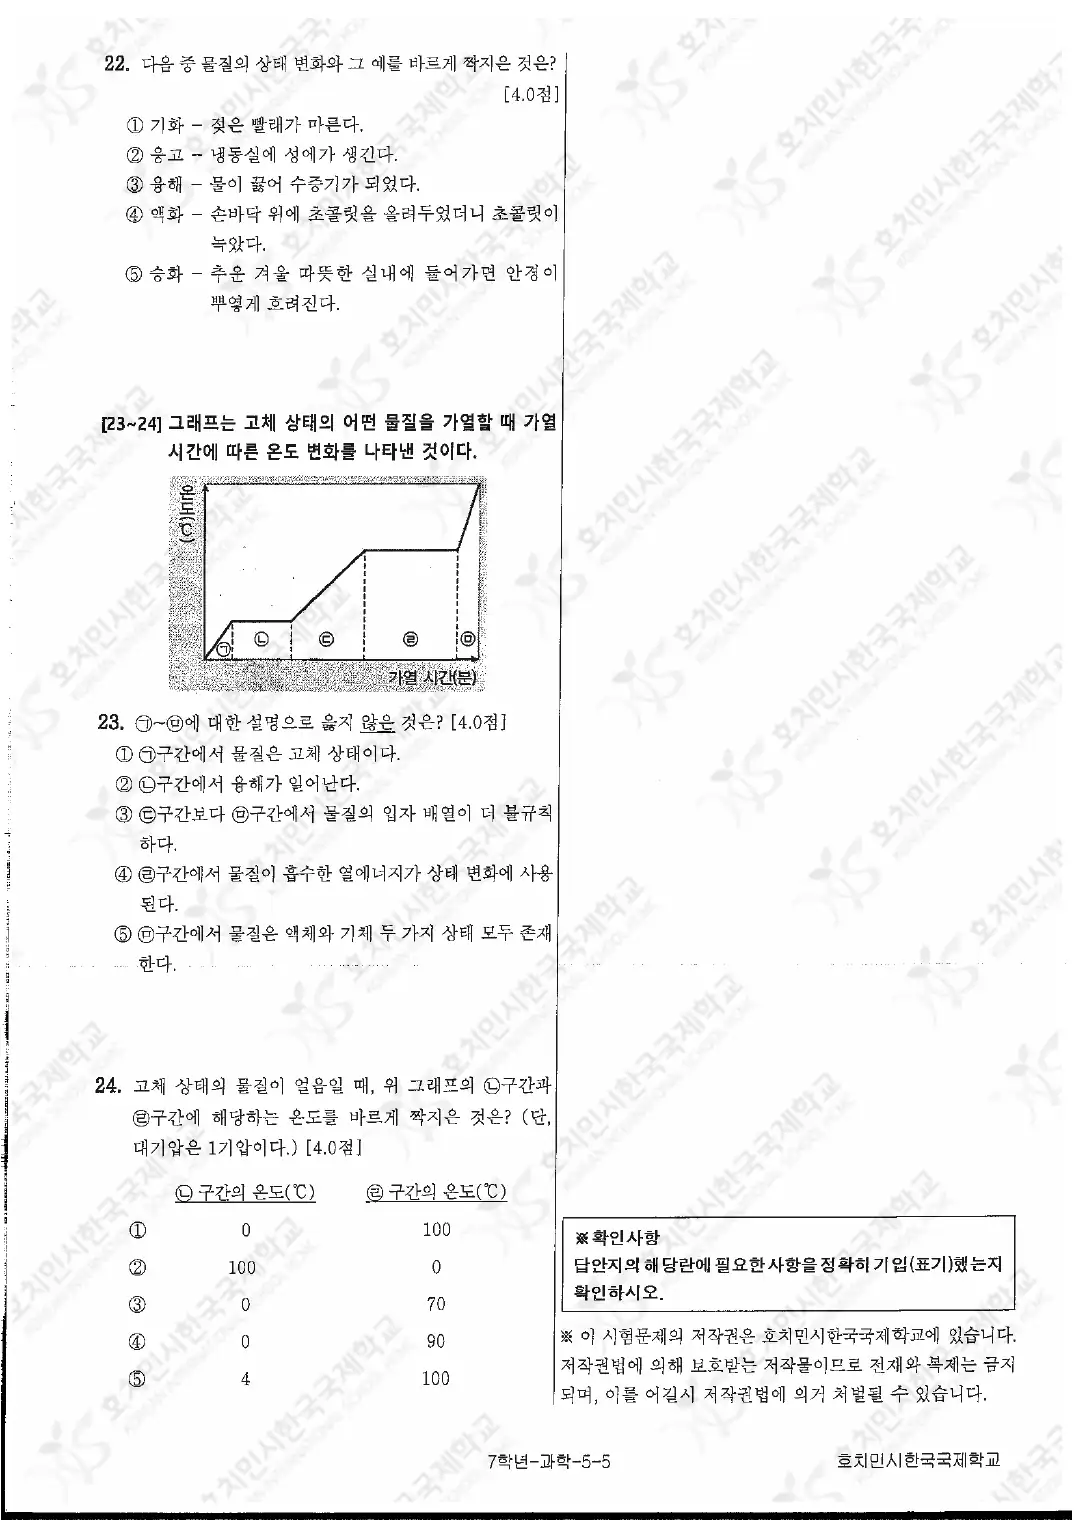 22. 다음 중 물질의 상태 변화와 그 예를 바르게 짝지은 것은?
[4.0점]
① 기화 - 젖은 빨래가 마른다.
② 응고 - 냉동실에 성에가 생긴다.
③ 융해 - 물이 끓어 수증기가 되었다.
④ 액화 - 손바닥 위에 초콜릿을 올려두었더니 초콜릿이
녹았다.
⑤ 승화 - 추운 겨울 따뜻한 실내에 들어가면 안경이
뿌옇게 흐려진다.
[23~24] 그래프는 고체 상태의 어떤 물질을 가열할 때 가열
시간에 따른 온도 변화를 나타낸 것이다.
온도(℃)
㉠ ㉡ ㉢ ㉣ ㉤
가열 시간(분)
23. ㉠~㉥에 대한 설명으로 옳지 않은 것은? [4.0점]
① ㉠구간에서 물질은 고체 상태이다.
② ㉡구간에서 융해가 일어난다.
③ ㉢구간보다 ㉤구간에서 물질의 입자 배열이 더 불규칙
하다.
④ ㉣구간에서 물질이 흡수한 열에너지가 상태 변화에 사용
된다.
⑤ ㉤구간에서 물질은 액체와 기체 두 가지 상태 모두 존재
한다.
24. 고체 상태의 물질이 얼음일 때, 위 그래프의 ㉡구간과
㉣구간에 해당하는 온도를 바르게 짝지은 것은? (단,
대기압은 1기압이다.) [4.0점]
㉡ 구간의 온도(℃) ㉣ 구간의 온도(℃)
① 0 100
② 100 0
③ 0 70
④ 0 90
⑤ 4 100
※ 확인사항
답안지의 해당란에 필요한 사항을 정확히 기입(표기)했는지
확인하시오.
※ 이 시험문제의 저작권은 호치민시한국국제학교에 있습니다.
저작권법에 의해 보호받는 저작물이므로 전재와 복제는 금지
되며, 이를 어길시 저작권법에 의거 처벌될 수 있습니다.
7학년-과학-5-5
호치민시한국국제학교